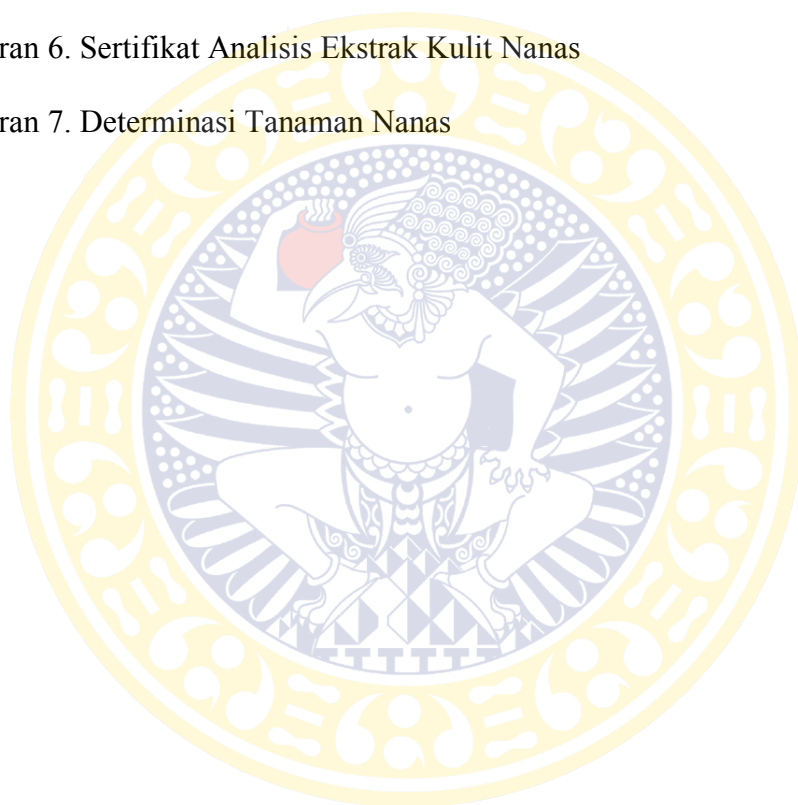 ran 6. Sertifikat Analisis Ekstrak Kulit Nanas
ran 7. Determinasi Tanaman Nanas